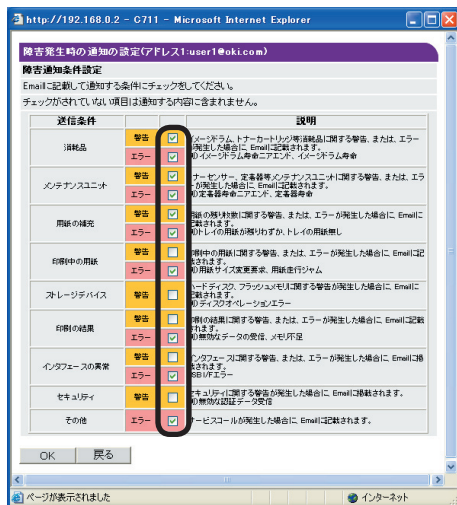 http://192.168.0.2 - C711 - Microsoft Internet Explorer
障害発生時の通知の設定(アドレス1:user1@oki.com)
障害通知条件設定
Emailに記載して通知する条件にチェックをしてください。
チェックがされていない項目は通知する内容に含まれません。
送信条件 説明
消耗品
警告
エラー
イメージドラム、トナーカートリッジ等消耗品に関する警告、または、エラー
が発生した場合に、Emailに記載されます。
イメージドラム寿命ニアエンド、イメージドラム寿命
メンテナンスユニット
警告
エラー
ナーセンサー、定着器等メンテナンスユニットに関する警告、または、エラ
ーが発生した場合に、Emailに記載されます。
定着器寿命ニアエンド、定着器寿命
用紙の補充
警告
エラー
用紙の残り枚数に関する警告、または、エラーが発生した場合に、Emailに
記載されます。
トレイの用紙が残りわずか、トレイの用紙無し
印刷中の用紙
警告
エラー
印刷中の用紙に関する警告、または、エラーが発生した場合に、Emailに記
載されます。
用紙サイズ変更要求、用紙走行ジャム
ストレージデバイス
警告
ードディスク、フラッシュメモリに関する警告が発生した場合に、Emailに
記載されます。
ディスクオペレーションエラー
印刷の結果
警告
エラー
印刷の結果に関する警告、または、エラーが発生した場合に、Emailに記載
されます。
無効なデータの受信、メモリ不足
インタフェースの異常
警告
エラー
インタフェースに関する警告、または、エラーが発生した場合に、Emailに掲
載されます。
SB I/Fエラー
セキュリティ
警告
セキュリティに関する警告が発生した場合に、Emailに掲載されます。
無効な認証データ受信
その他
エラー
ービスコールが発生した場合に、Emailに記載されます。
OK 戻る
ページが表示されました インターネット